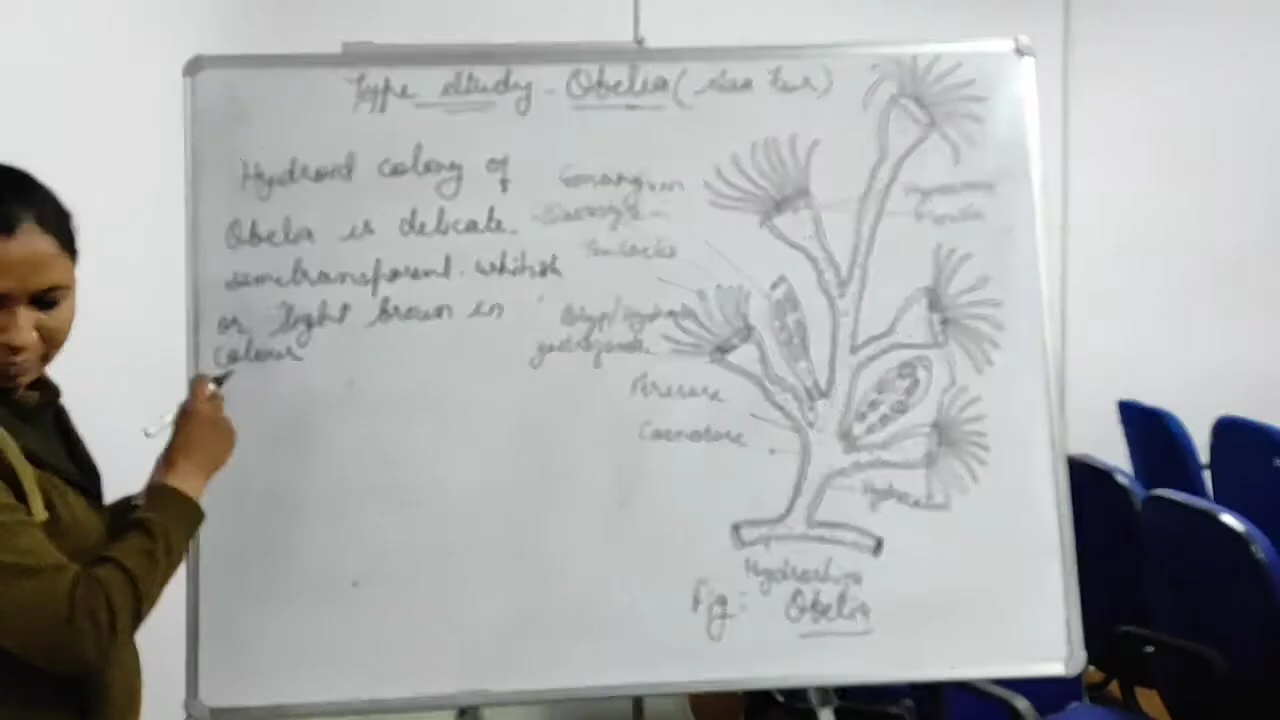 Type study - Obelia (sea fur)
Hydroid colony of
Obelia is delicate.
semitransparent. whitish
or light brown in
colour
Gonangium
Tentacles
Polyp/
Perisarc
Coenosarc
Hydrorhiza
Fig: Obelia